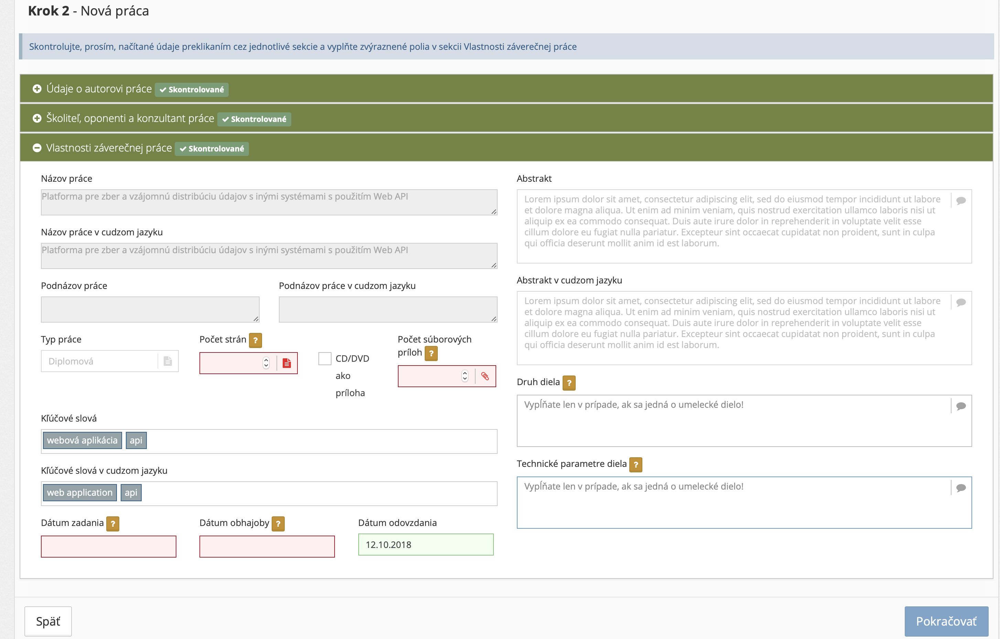 Krok 2 - Nová práca
Skontrolujte, prosím, načítané údaje preklikaním cez jednotlivé sekcie a vyplňte zvýraznené polia v sekcii Vlastnosti záverečnej práce
Údaje o autorovi práce Skontrolované
Školiteľ, oponenti a konzultant práce Skontrolované
Vlastnosti záverečnej práce Skontrolované
Názov práce
Platforma pre zber a vzájomnú distribúciu údajov s inými systémami s použitím Web API
Názov práce v cudzom jazyku
Platforma pre zber a vzájomnú distribúciu údajov s inými systémami s použitím Web API
Podnázov práce
Podnázov práce v cudzom jazyku
Typ práce
Diplomová
Počet strán ?
CD/DVD
ako
príloha
Počet súborových
príloh ?
Kľúčové slová
webová aplikácia api
Kľúčové slová v cudzom jazyku
web application api
Dátum zadania ?
Dátum obhajoby ?
Dátum odovzdania
12.10.2018
Abstrakt
Lorem ipsum dolor sit amet, consectetur adipiscing elit, sed do eiusmod tempor incididunt ut labore
et dolore magna aliqua. Ut enim ad minim veniam, quis nostrud exercitation ullamco laboris nisi ut
aliquip ex ea commodo consequat. Duis aute irure dolor in reprehenderit in voluptate velit esse
cillum dolore eu fugiat nulla pariatur. Excepteur sint occaecat cupidatat non proident, sunt in culpa
qui officia deserunt mollit anim id est laborum.
Abstrakt v cudzom jazyku
Lorem ipsum dolor sit amet, consectetur adipiscing elit, sed do eiusmod tempor incididunt ut labore
et dolore magna aliqua. Ut enim ad minim veniam, quis nostrud exercitation ullamco laboris nisi ut
aliquip ex ea commodo consequat. Duis aute irure dolor in reprehenderit in voluptate velit esse
cillum dolore eu fugiat nulla pariatur. Excepteur sint occaecat cupidatat non proident, sunt in culpa
qui officia deserunt mollit anim id est laborum.
Druh diela ?
Vypĺňate len v prípade, ak sa jedná o umelecké dielo!
Technické parametre diela ?
Vypĺňate len v prípade, ak sa jedná o umelecké dielo!
Späť
Pokračovať